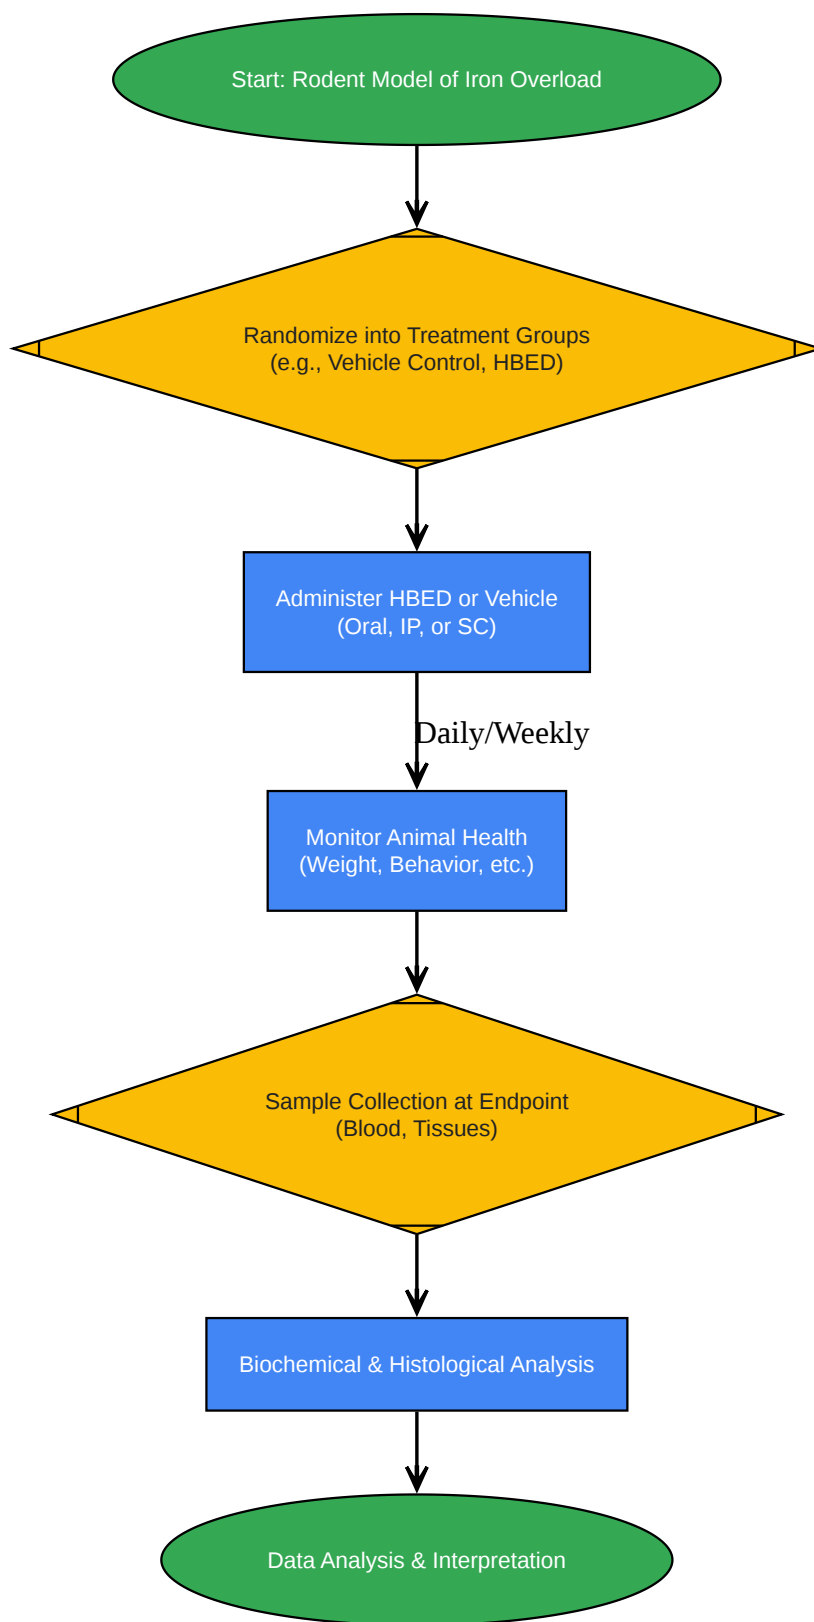 Start: Rodent Model of Iron Overload
Randomize into Treatment Groups
(e.g., Vehicle Control, HBED)
Administer HBED or Vehicle
(Oral, IP, or SC)
Daily/Weekly
Monitor Animal Health
(Weight, Behavior, etc.)
Sample Collection at Endpoint
(Blood, Tissues)
Biochemical & Histological Analysis
Data Analysis & Interpretation